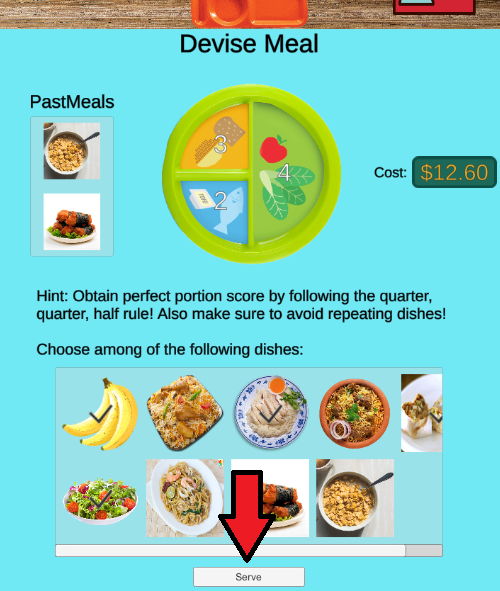 Devise Meal
PastMeals
3
4
2
Cost: $12.60
Hint: Obtain perfect portion score by following the quarter,
quarter, half rule! Also make sure to avoid repeating dishes!
Choose among of the following dishes:
Serve